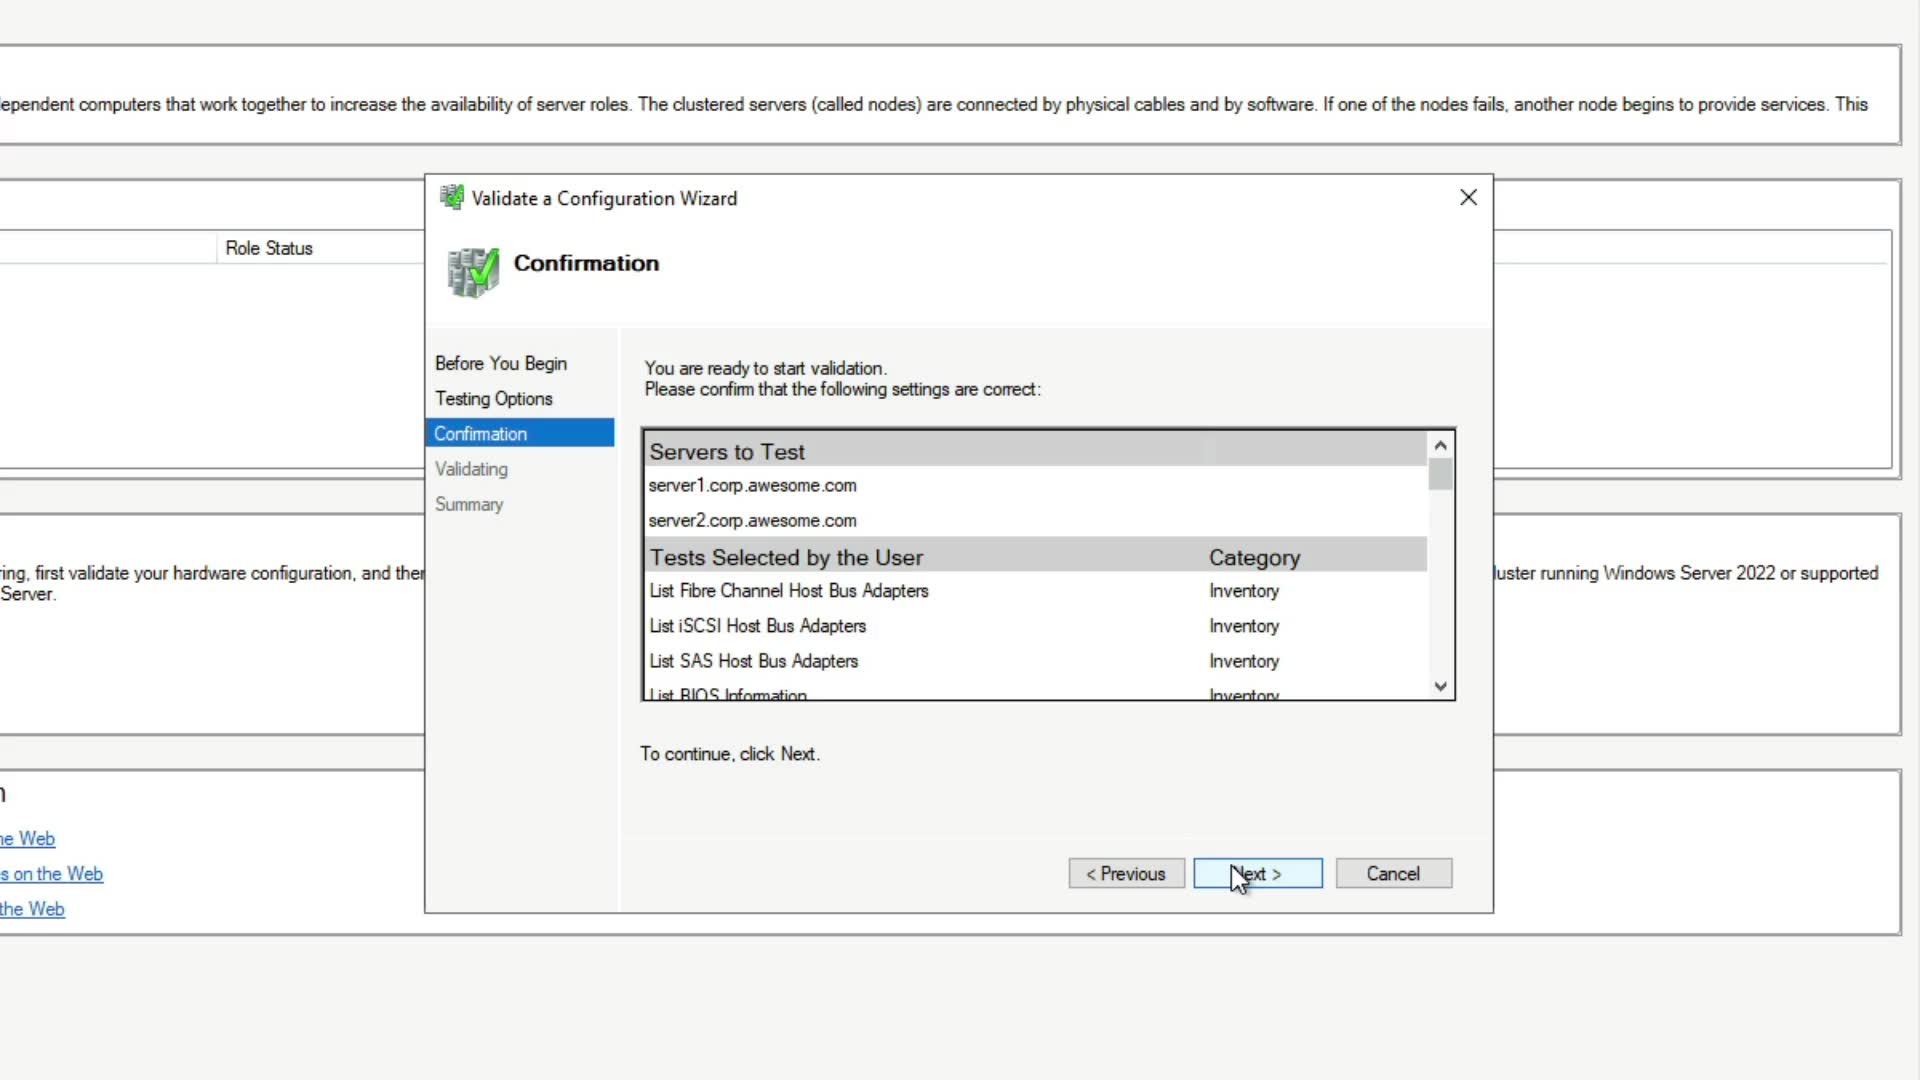 ependent computers that work together to increase the availability of server roles. The clustered servers (called nodes) are connected by physical cables and by software. If one of the nodes fails, another node begins to provide services. This
Validate a Configuration Wizard
Role Status
Confirmation
Before You Begin
Testing Options
Confirmation
Validating
Summary
You are ready to start validation.
Please confirm that the following settings are correct:
Servers to Test
server1.corp.awesome.com
server2.corp.awesome.com
Tests Selected by the User Category
List Fibre Channel Host Bus Adapters Inventory
List iSCSI Host Bus Adapters Inventory
List SAS Host Bus Adapters Inventory
List BIOS Information Inventory
To continue, click Next.
< Previous
Next >
Cancel
ring, first validate your hardware configuration, and then
Server.
luster running Windows Server 2022 or supported
n
he Web
s on the Web
the Web